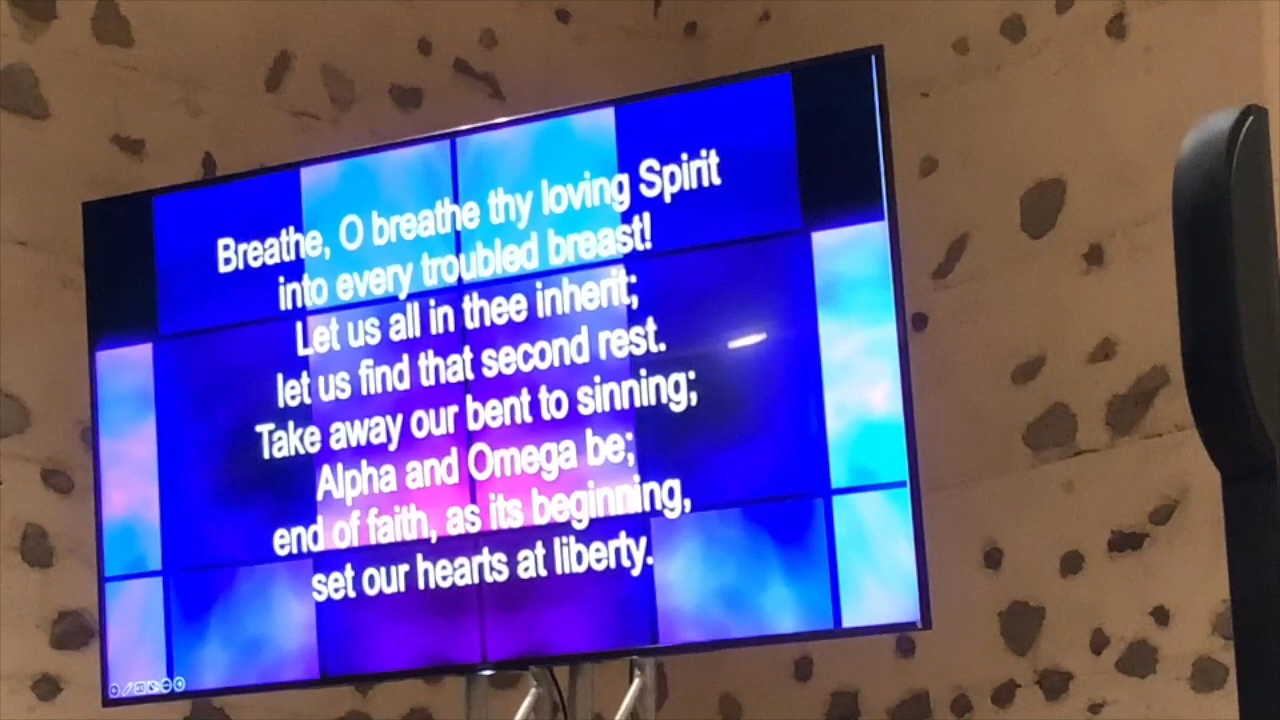 Breathe, O breathe thy loving Spirit
into every troubled breast!
Let us all in thee inherit;
let us find that second rest.
Take away our bent to sinning;
Alpha and Omega be;
end of faith, as its beginning,
set our hearts at liberty.